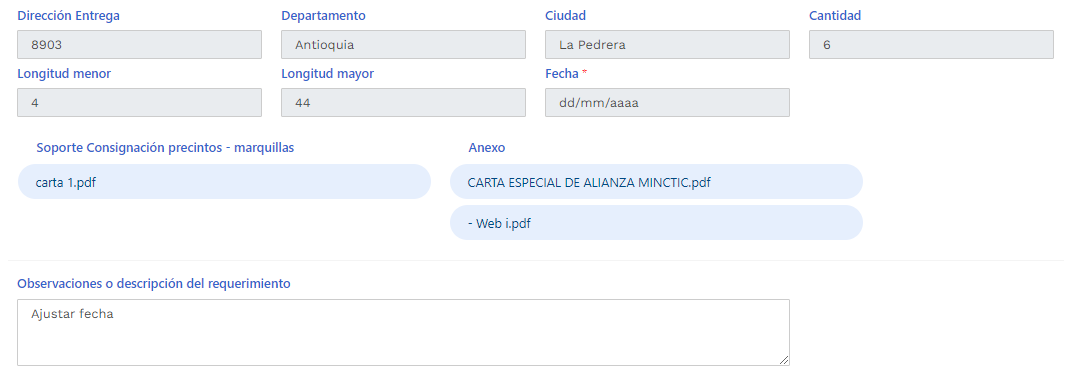 Dirección Entrega Departamento Ciudad Cantidad
8903 Antioquia La Pedrera 6
Longitud menor Longitud mayor Fecha *
4 44 dd/mm/aaaa
Soporte Consignación precintos - marquillas Anexo
carta 1.pdf CARTA ESPECIAL DE ALIANZA MINCTIC.pdf
- Web i.pdf
Observaciones o descripción del requerimiento
Ajustar fecha